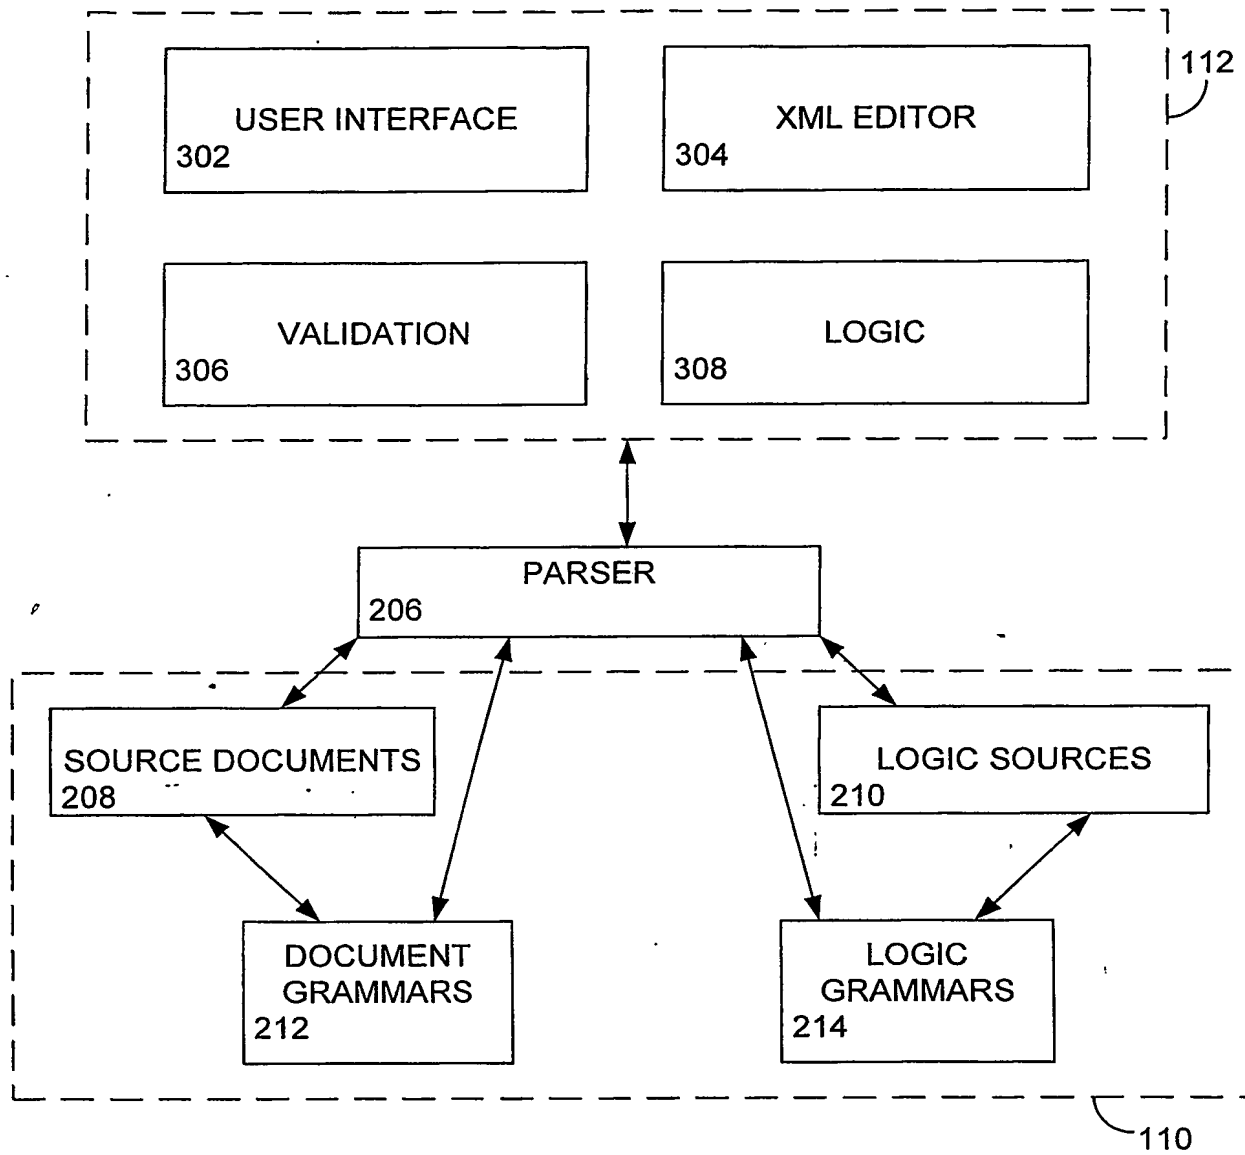 112
USER INTERFACE
302
XML EDITOR
304
VALIDATION
306
LOGIC
308
PARSER
206
SOURCE DOCUMENTS
208
LOGIC SOURCES
210
DOCUMENT
GRAMMARS
212
LOGIC
GRAMMARS
214
110